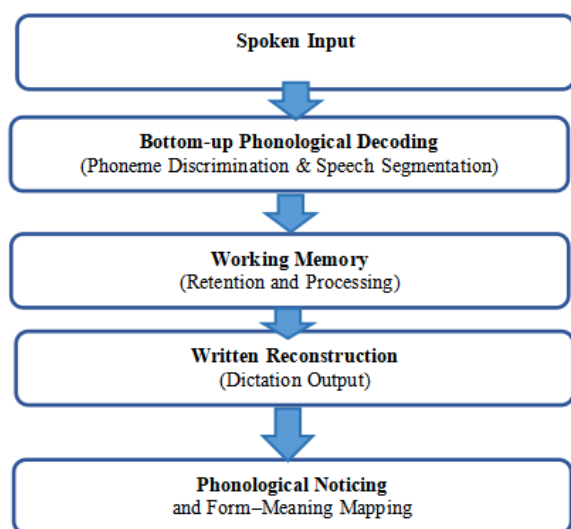 Spoken Input
Bottom-up Phonological Decoding
(Phoneme Discrimination & Speech Segmentation)
Working Memory
(Retention and Processing)
Written Reconstruction
(Dictation Output)
Phonological Noticing
and Form–Meaning Mapping